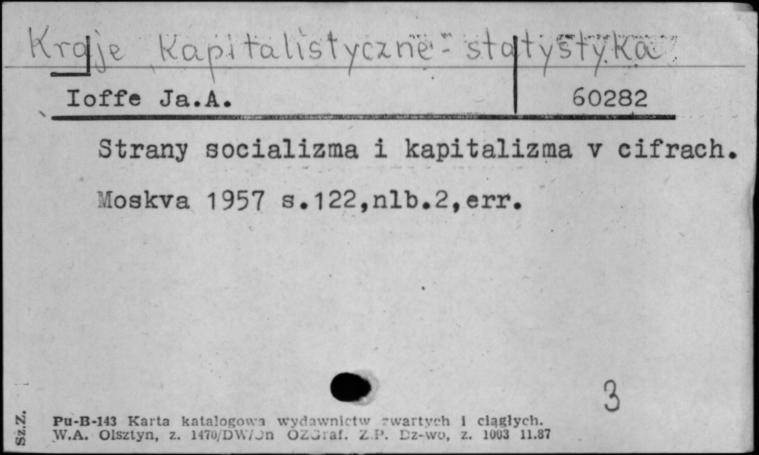 Kraje kapitalistyczne - statystyka
Ioffe Ja.A. 60282
Strany socializma i kapitalizma v cifrach.
Moskva 1957 s.122,nlb.2,err.
3
Sz.Z.
Pu-B-143 Karta katalogowa wydawnictw zwartych i ciągłych.
W.A. Olsztyn, z. 1470/DW/Jn OZGraf. Z.P. Dz-wo, z. 1003 11.87